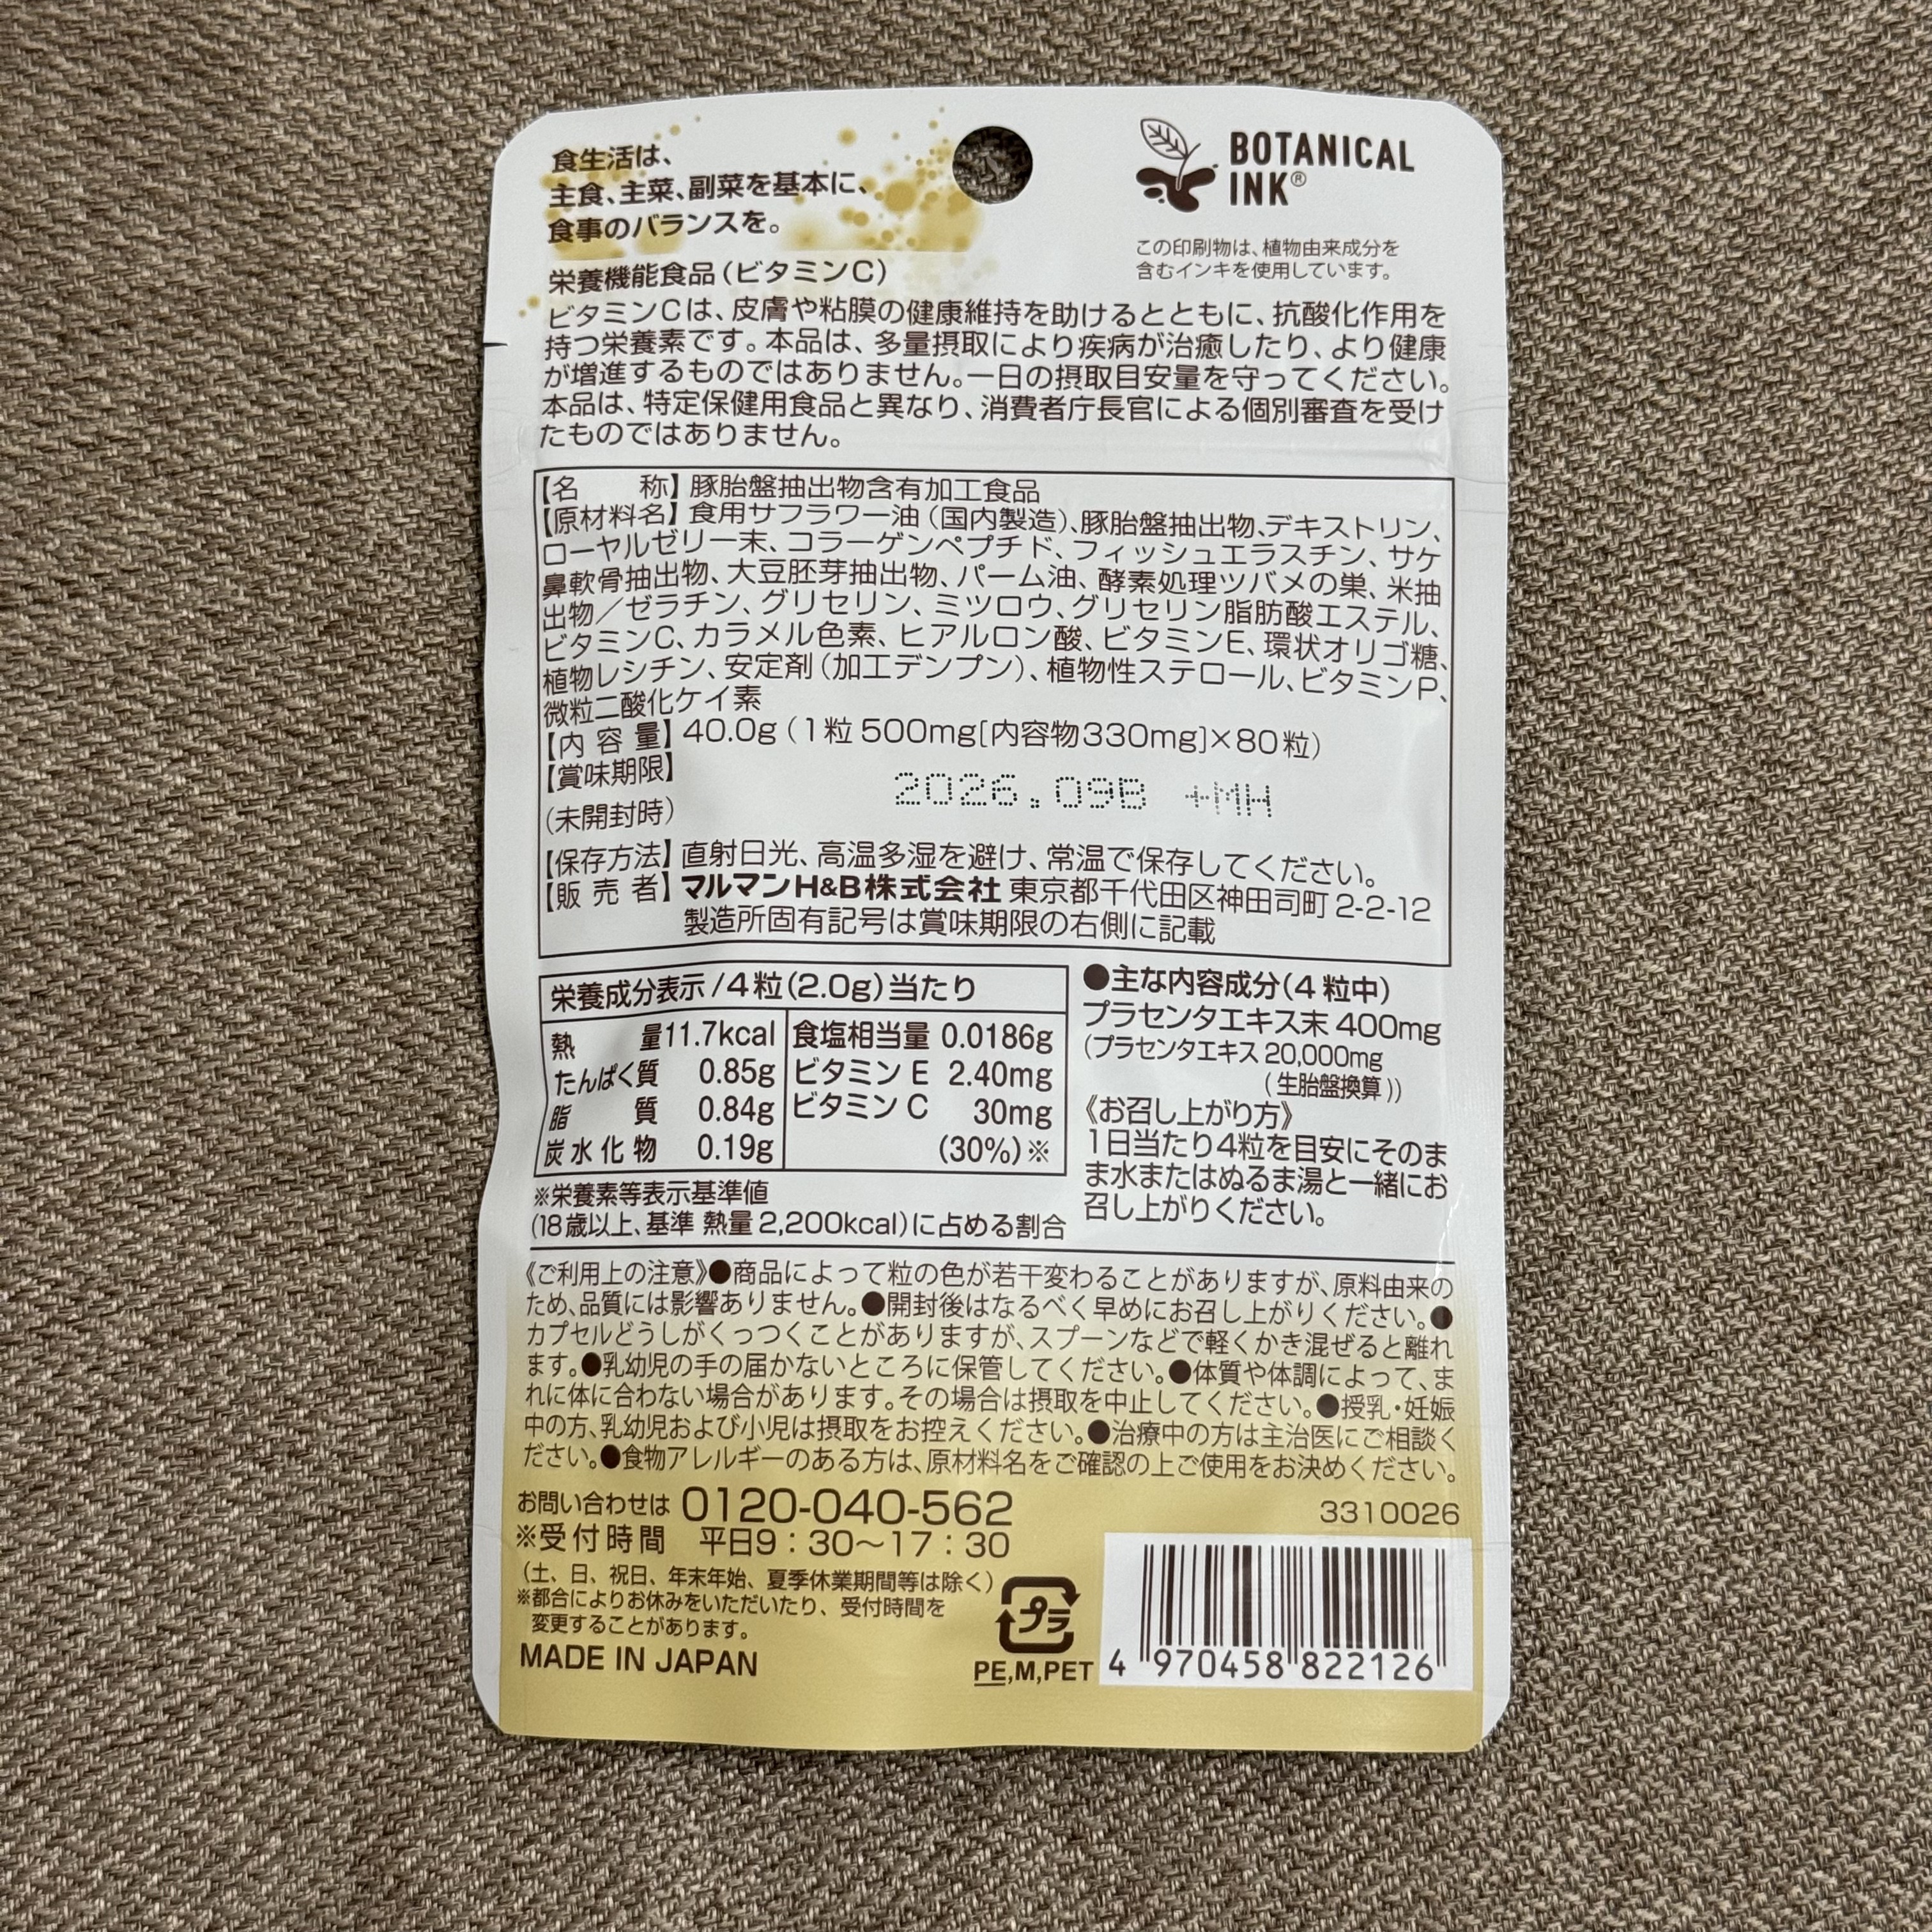 食生活は、
主食、主菜、副菜を基本に、
食事のバランスを。
BOTANICAL
INK®
この印刷物は、植物由来成分を
含むインキを使用しています。
栄養機能食品(ビタミンC)
ビタミンCは、皮膚や粘膜の健康維持を助けるとともに、抗酸化作用を
持つ栄養素です。本品は、多量摂取により疾病が治癒したり、より健康
が増進するものではありません。一日の摂取目安量を守ってください。
本品は、特定保健用食品と異なり、消費者庁長官による個別審査を受け
たものではありません。
【名 称】豚胎盤抽出物含有加工食品
【原材料名】食用サフラワー油(国内製造)、豚胎盤抽出物、デキストリン、
ローヤルゼリー末、コラーゲンペプチド、フィッシュエラスチン、サケ
鼻軟骨抽出物、大豆胚芽抽出物、パーム油、酵素処理ツバメの巣、米抽
出物/ゼラチン、グリセリン、ミツロウ、グリセリン脂肪酸エステル、
ビタミンC、カラメル色素、ヒアルロン酸、ビタミンE、環状オリゴ糖、
植物レシチン、安定剤(加工デンプン)、植物性ステロール、ビタミンP、
微粒二酸化ケイ素
【内容量】40.0g(1粒500mg[内容物330mg]×80粒)
【賞味期限】
2026.09B +MH
(未開封時)
【保存方法】直射日光、高温多湿を避け、常温で保存してください。
【販売者】マルマンH&B株式会社 東京都千代田区神田司町2-2-12
製造所固有記号は賞味期限の右側に記載
栄養成分表示/4粒(2.0g)当たり
熱量 11.7kcal
たんぱく質 0.85g
脂質 0.84g
炭水化物 0.19g
食塩相当量 0.0186g
ビタミンE 2.40mg
ビタミンC 30mg
(30%)※
※栄養素等表示基準値
(18歳以上、基準 熱量2,200kcal)に占める割合
●主な内容成分(4粒中)
プラセンタエキス末 400mg
(プラセンタエキス20,000mg
(生胎盤換算))
《お召し上がり方》
1日当たり4粒を目安にそのま
ま水またはぬるま湯と一緒にお
召し上がりください。
《ご利用上の注意》●商品によって粒の色が若干変わることがありますが、原料由来の
ため、品質には影響ありません。●開封後はなるべく早めにお召し上がりください。●
カプセルどうしがくっつくことがありますが、スプーンなどで軽くかき混ぜると離れ
ます。●乳幼児の手の届かないところに保管してください。●体質や体調によって、ま
れに体に合わない場合があります。その場合は摂取を中止してください。●授乳・妊娠
中の方、乳幼児および小児は摂取をお控えください。●治療中の方は主治医にご相談く
ださい。●食物アレルギーのある方は、原材料名をご確認の上ご使用をお決めください。
お問い合わせは 0120-040-562
※受付時間 平日9:30~17:30
(土、日、祝日、年末年始、夏季休業期間等は除く)
※都合によりお休みをいただいたり、受付時間を
変更することがあります。
MADE IN JAPAN
プラ
PE,M,PET
3310026
4 970458 822126